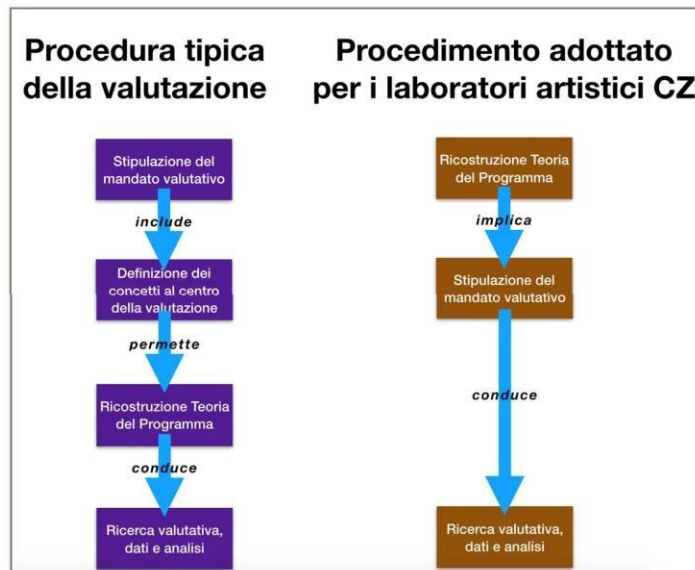 Procedura tipica
della valutazione
Stipulazione del
mandato valutativo
include
Definizione dei
concetti al centro
della valutazione
permette
Ricostruzione Teoria
del Programma
conduce
Ricerca valutativa,
dati e analisi
Procedimento adottato
per i laboratori artistici CZ
Ricostruzione Teoria
del Programma
implica
Stipulazione del
mandato valutativo
conduce
Ricerca valutativa,
dati e analisi